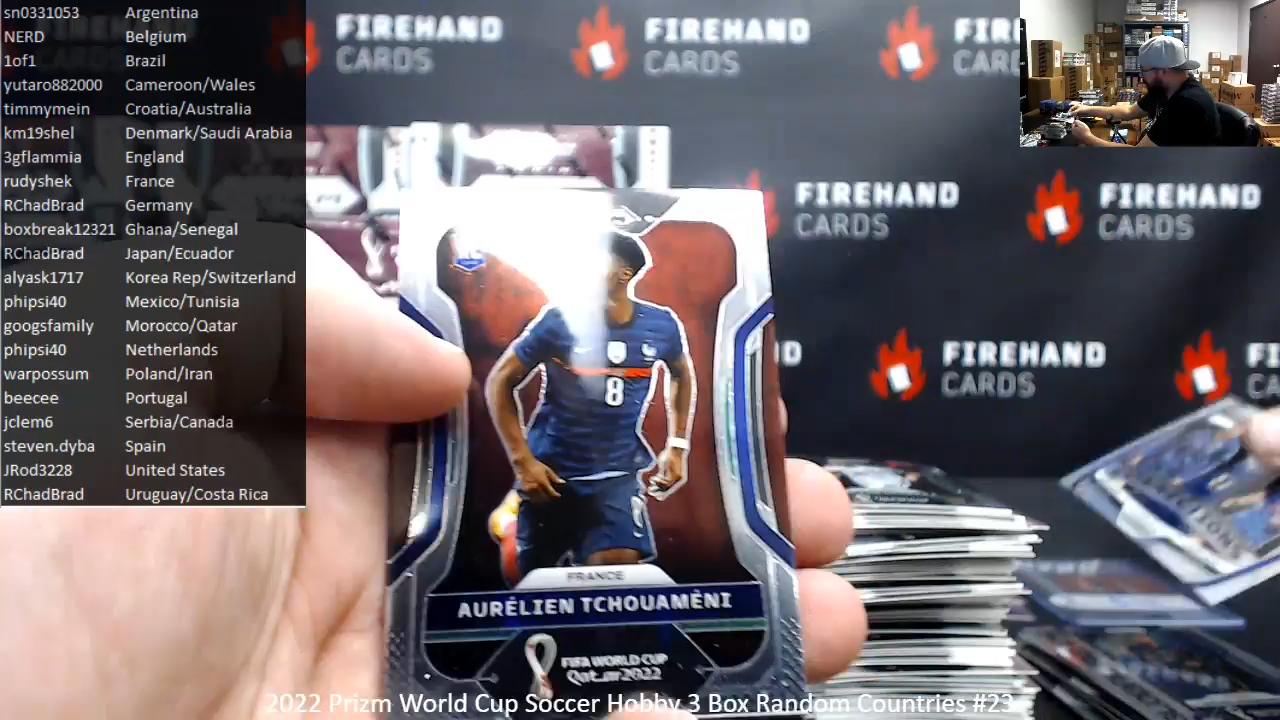 sn0331053 Argentina
NERD Belgium
1of1 Brazil
yutaro882000 Cameroon/Wales
timmymein Croatia/Australia
km19shel Denmark/Saudi Arabia
3gflammia England
rudyshek France
RChadBrad Germany
boxbreak12321 Ghana/Senegal
RChadBrad Japan/Ecuador
alyask1717 Korea Rep/Switzerland
phipsi40 Mexico/Tunisia
googsfamily Morocco/Qatar
phipsi40 Netherlands
warpossum Poland/Iran
beecee Portugal
jclem6 Serbia/Canada
steven.dyba Spain
JRod3228 United States
RChadBrad Uruguay/Costa Rica
FIREHAND
CARDS
FIREHAND
CARDS
FIR
CAR
FIREHAND
CARDS
FIREHAND
CARDS
FIREHAND
CARDS
FI
CA
8
FRANCE
AURÉLIEN TCHOUAMÉNI
FIFA WORLD CUP
Qatar2022
2022 Prizm World Cup Soccer Hobby 3 Box Random Countries #23